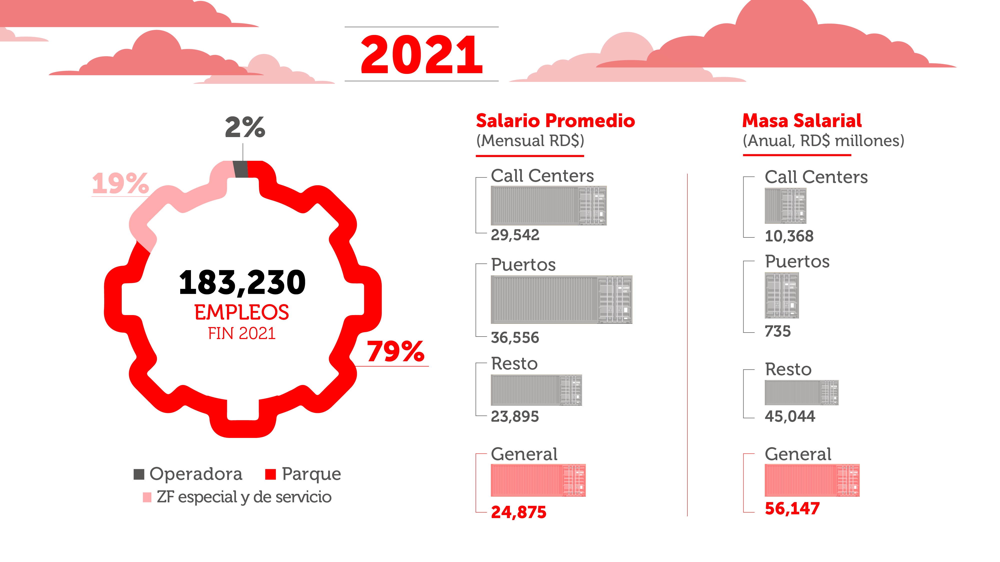 2021
2%
19%
183,230
EMPLEOS
FIN 2021
79%
Operadora
Parque
ZF especial y de servicio
Salario Promedio
(Mensual RD$)
Call Centers
29,542
Puertos
36,556
Resto
23,895
General
24,875
Masa Salarial
(Anual, RD$ millones)
Call Centers
10,368
Puertos
735
Resto
45,044
General
56,147